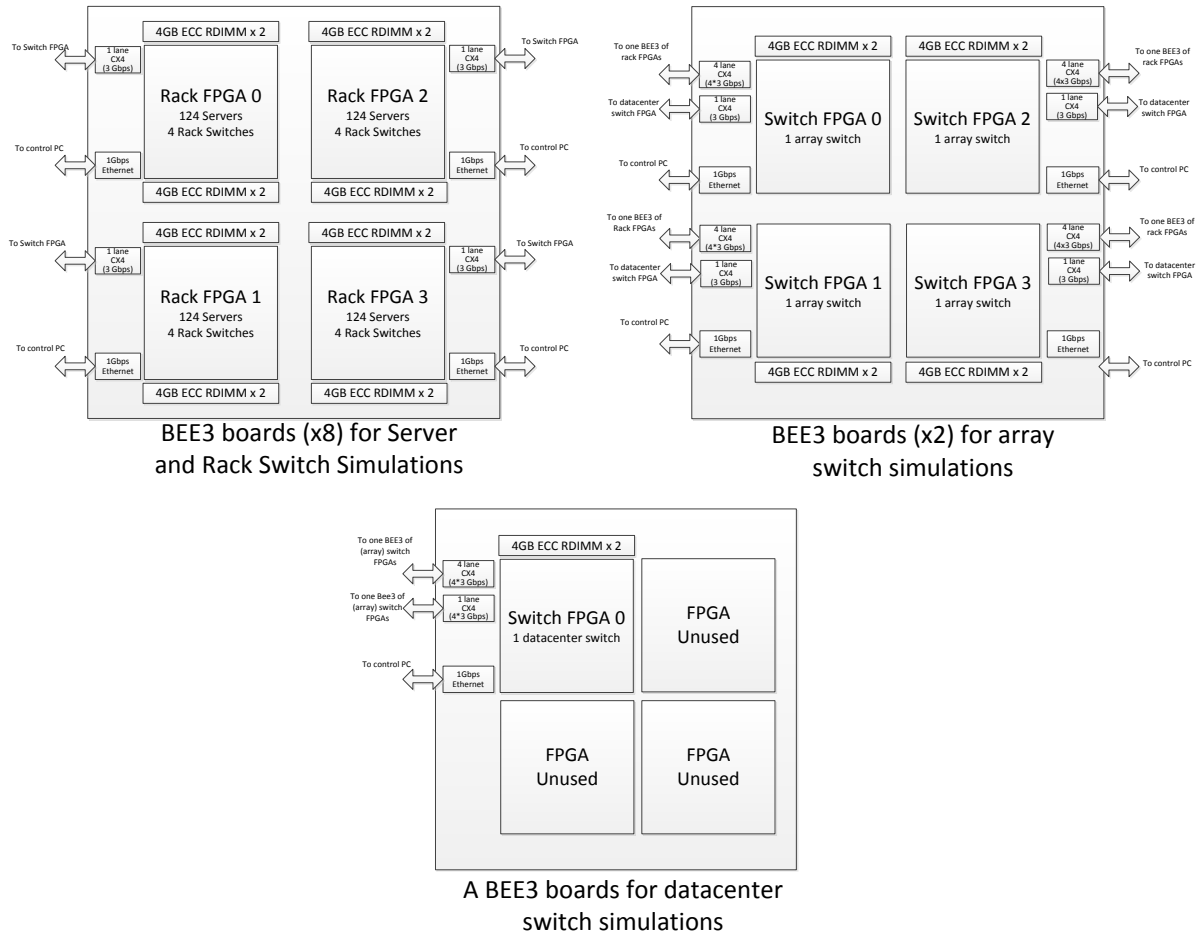 4GB ECC RDIMM x 2
4GB ECC RDIMM x 2
To Switch FPGA
1 lane
CX4
(3 Gbps)
Rack FPGA 0
124 Servers
4 Rack Switches
Rack FPGA 2
124 Servers
4 Rack Switches
1 lane
CX4
(3 Gbps)
To Switch FPGA
To control PC
1Gbps
Ethernet
1Gbps
Ethernet
To control PC
4GB ECC RDIMM x 2
4GB ECC RDIMM x 2
4GB ECC RDIMM x 2
4GB ECC RDIMM x 2
To Switch FPGA
1 lane
CX4
(3 Gbps)
Rack FPGA 1
124 Servers
4 Rack Switches
Rack FPGA 3
124 Servers
4 Rack Switches
1 lane
CX4
(3 Gbps)
To Switch FPGA
To control PC
1Gbps
Ethernet
1Gbps
Ethernet
To control PC
4GB ECC RDIMM x 2
4GB ECC RDIMM x 2
BEE3 boards (x8) for Server
and Rack Switch Simulations
4GB ECC RDIMM x 2
4GB ECC RDIMM x 2
To one BEE3 of
rack FPGAs
4 lane
CX4
(4*3 Gbps)
To datacenter
switch FPGA
1 lane
CX4
(3 Gbps)
Switch FPGA 0
1 array switch
Switch FPGA 2
1 array switch
4 lane
CX4
(4x3 Gbps)
To one BEE3 of
rack FPGAs
1 lane
CX4
(3 Gbps)
To datacenter
switch FPGA
To control PC
1Gbps
Ethernet
1Gbps
Ethernet
To control PC
To one BEE3 of
Rack FPGAs
4 lane
CX4
(4*3 Gbps)
To datacenter
switch FPGA
1 lane
CX4
(3 Gbps)
Switch FPGA 1
1 array switch
Switch FPGA 3
1 array switch
4 lane
CX4
(4x3 Gbps)
To one BEE3 of
rack FPGAs
1 lane
CX4
(3 Gbps)
To datacenter
switch FPGA
To control PC
1Gbps
Ethernet
1Gbps
Ethernet
To control PC
4GB ECC RDIMM x 2
4GB ECC RDIMM x 2
BEE3 boards (x2) for array
switch simulations
4GB ECC RDIMM x 2
To one BEE3 of
(array) switch
FPGAs
4 lane
CX4
(4*3 Gbps)
To one Bee3 of
(array) switch
FPGAs
1 lane
CX4
(4*3 Gbps)
Switch FPGA 0
1 datacenter switch
FPGA
Unused
To control PC
1Gbps
Ethernet
FPGA
Unused
FPGA
Unused
A BEE3 boards for datacenter
switch simulations